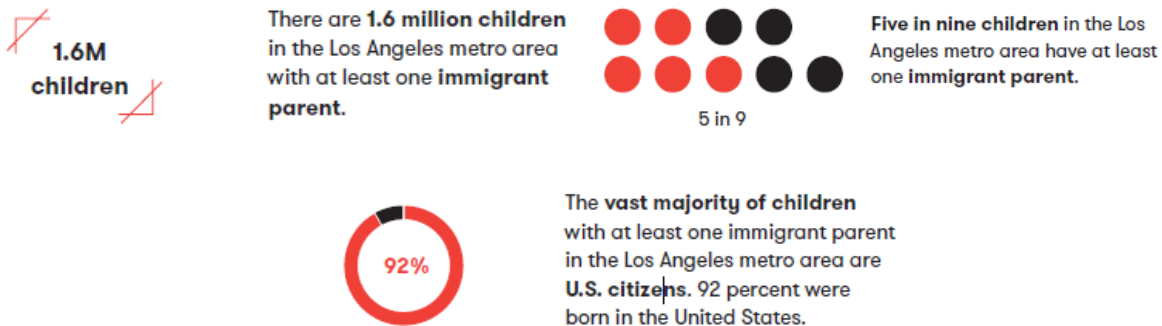 1.6M
children
There are 1.6 million children
in the Los Angeles metro area
with at least one immigrant
parent.
5 in 9
Five in nine children in the Los
Angeles metro area have at least
one immigrant parent.
92%
The vast majority of children
with at least one immigrant parent
in the Los Angeles metro area are
U.S. citizens. 92 percent were
born in the United States.